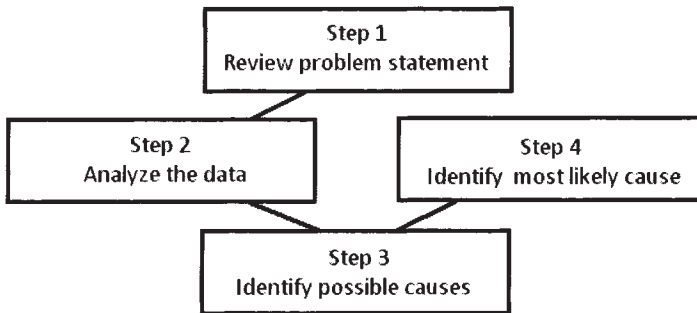 Step 1
Review problem statement
Step 2
Analyze the data
Step 3
Identify possible causes
Step 4
Identify most likely cause